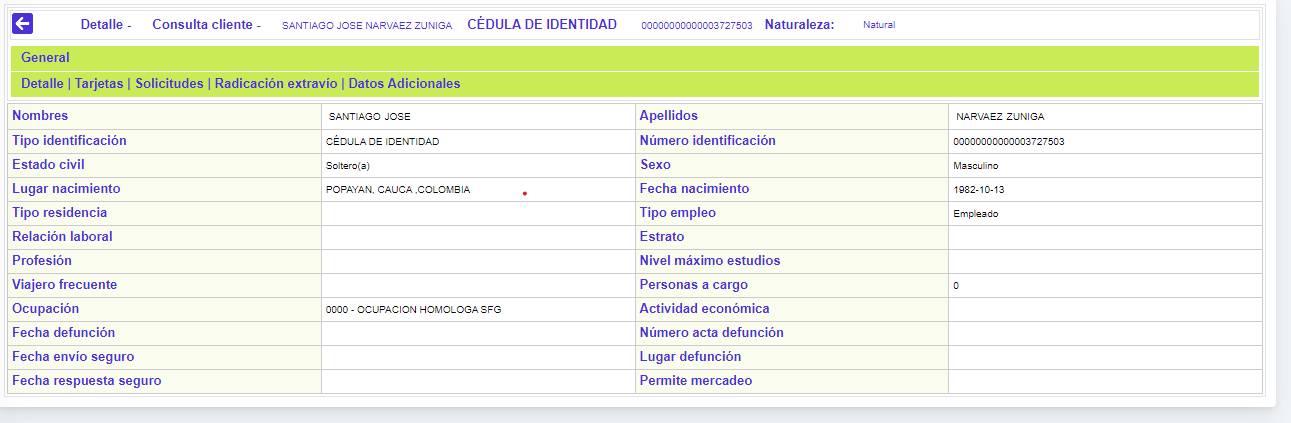 Detalle - Consulta cliente - SANTIAGO JOSE NARVAEZ ZUNIGA CÉDULA DE IDENTIDAD 00000000000003727503 Naturaleza: Natural
General
Detalle | Tarjetas | Solicitudes | Radicación extravío | Datos Adicionales
Nombres SANTIAGO JOSE Apellidos NARVAEZ ZUNIGA
Tipo identificación CÉDULA DE IDENTIDAD Número identificación 00000000000003727503
Estado civil Soltero(a) Sexo Masculino
Lugar nacimiento POPAYAN, CAUCA ,COLOMBIA Fecha nacimiento 1982-10-13
Tipo residencia Tipo empleo Empleado
Relación laboral Estrato
Profesión Nivel máximo estudios
Viajero frecuente Personas a cargo 0
Ocupación 0000 - OCUPACION HOMOLOGA SFG Actividad económica
Fecha defunción Número acta defunción
Fecha envío seguro Lugar defunción
Fecha respuesta seguro Permite mercadeo